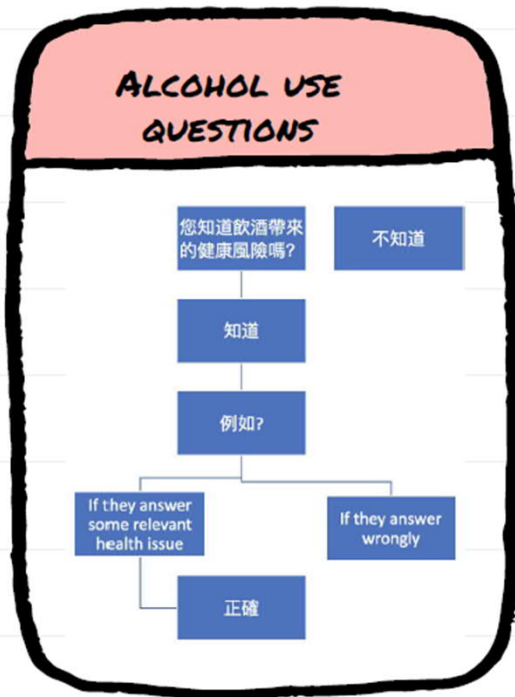 ALCOHOL USE
QUESTIONS
您知道飲酒帶來
的健康風險嗎?
不知道
知道
例如?
If they answer
some relevant
health issue
If they answer
wrongly
正確